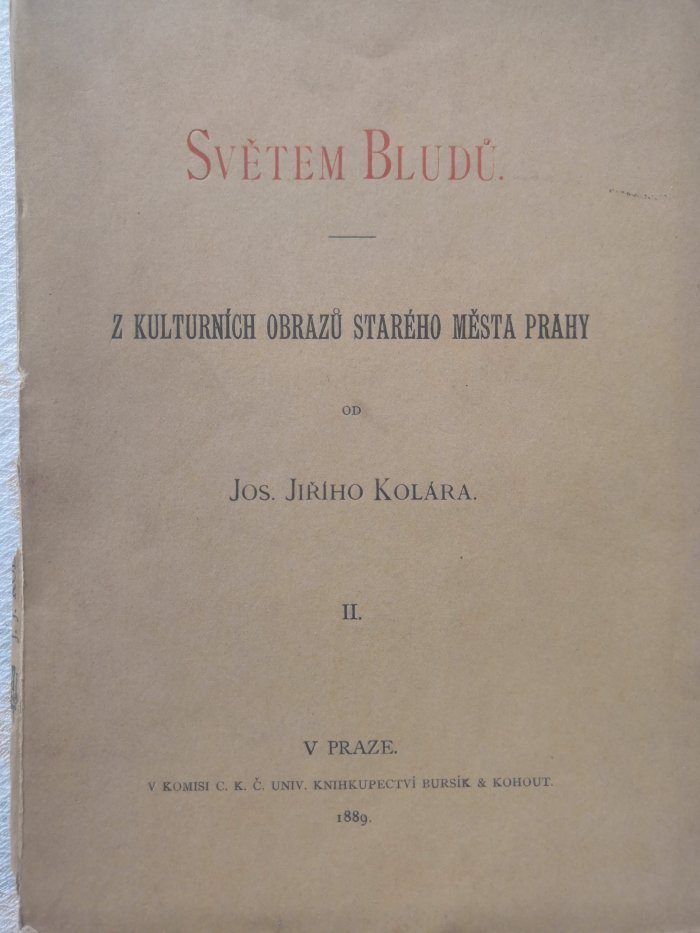 Světem Bludů.
Z KULTURNÍCH OBRAZŮ STARÉHO MĚSTA PRAHY
OD
Jos. Jiřího Kolára.
II.
V PRAZE.
V KOMISI C. K. Č. UNIV. KNIHKUPECTVÍ BURSÍK & KOHOUT.
1889.